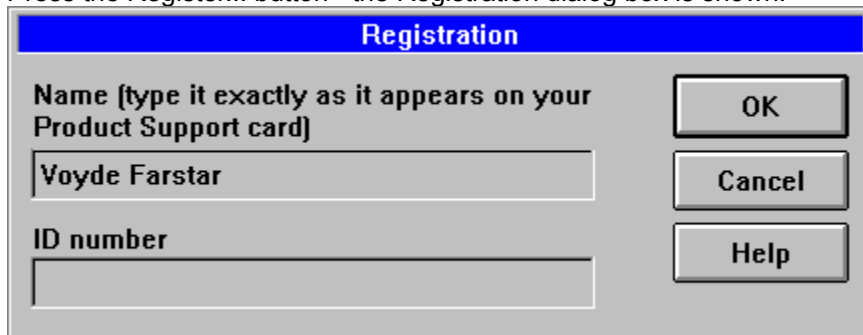 Press the Register... button - the Registration dialog box is shown.
Registration
Name (type it exactly as it appears on your
Product Support card)
OK
Voyde Farstar
Cancel
ID number
Help